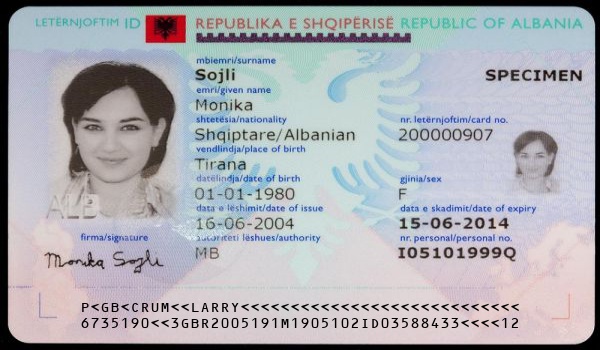 LETËRNJOFTIM ID REPUBLIKA E SHQIPËRISË REPUBLIC OF ALBANIA
mbiemri/surname
Sojli
SPECIMEN
emri/given name
Monika
shtetësia/nationality
nr. letërnjoftim/card no.
Shqiptare/Albanian
200000907
vendlindja/place of birth
Tirana
datëlindja/date of birth
gjinia/sex
01-01-1980
F
data e lëshimit/date of issue
data e skadimit/date of expiry
16-06-2004
15-06-2014
autoriteti lëshues/authority
nr. personal/personal no.
MB
I05101999Q
ALB
firma/signature
Monika Sojli
P<GB<CRUM<<LARRY<<<<<<<<<<<<<<<<<<<<<<<<<<<<
6735190<<3GBR2005191M1905102ID03588433<<<<12